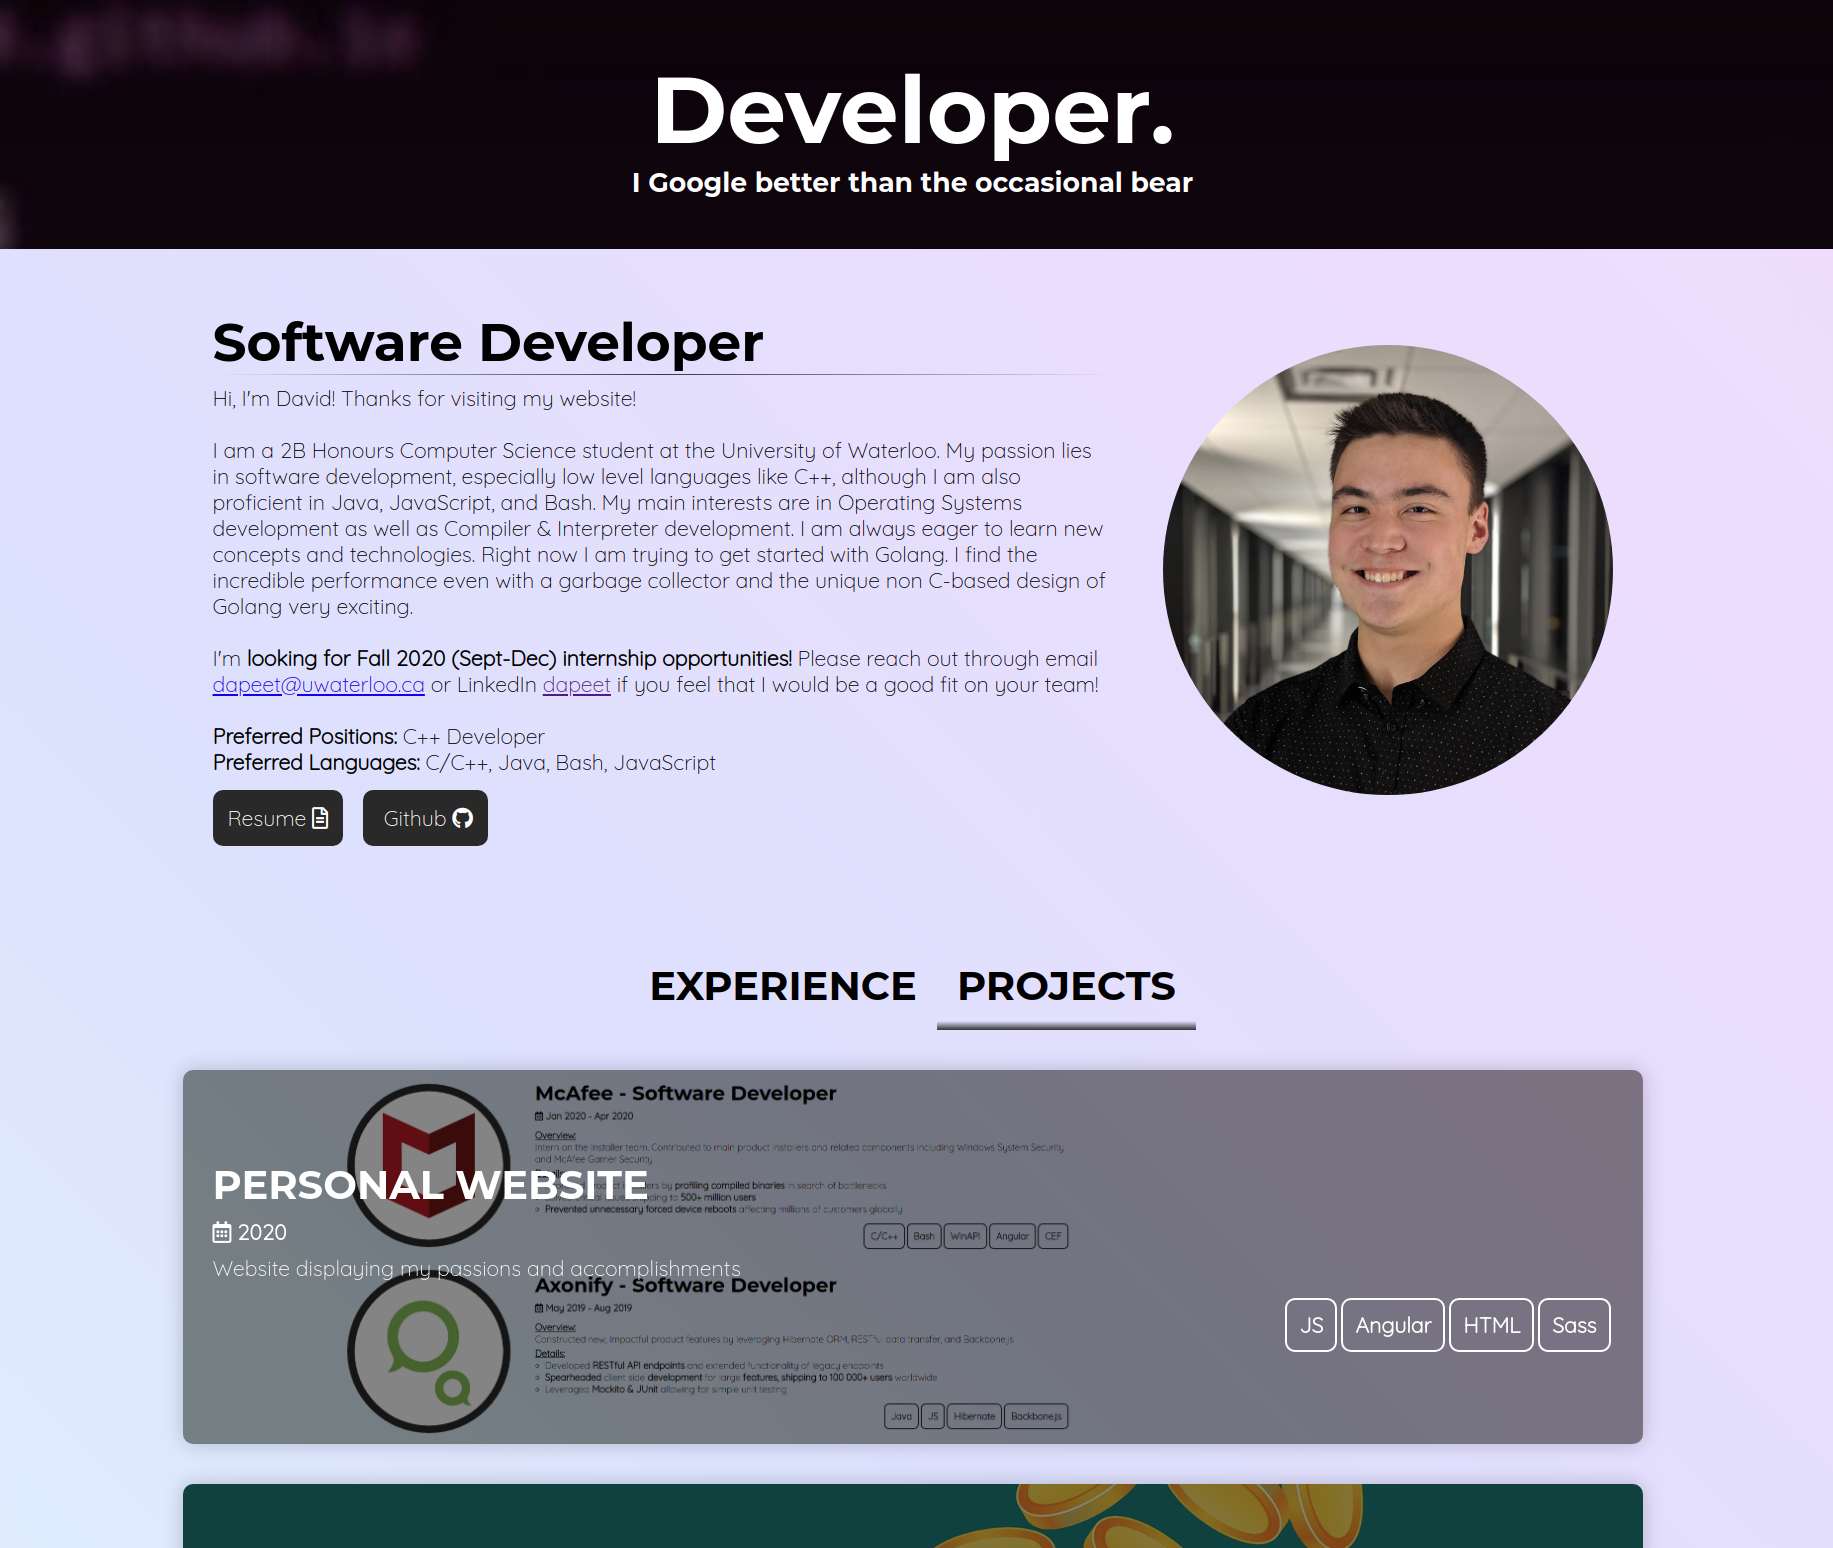 .github.io
Developer.
I Google better than the occasional bear
Software Developer
Hi, I'm David! Thanks for visiting my website!
I am a 2B Honours Computer Science student at the University of Waterloo. My passion lies
in software development, especially low level languages like C++, although I am also
proficient in Java, JavaScript, and Bash. My main interests are in Operating Systems
development as well as Compiler & Interpreter development. I am always eager to learn new
concepts and technologies. Right now I am trying to get started with Golang. I find the
incredible performance even with a garbage collector and the unique non C-based design of
Golang very exciting.
I'm looking for Fall 2020 (Sept-Dec) internship opportunities! Please reach out through email
dapeet@uwaterloo.ca or LinkedIn dapeet if you feel that I would be a good fit on your team!
Preferred Positions: C++ Developer
Preferred Languages: C/C++, Java, Bash, JavaScript
Resume Github
EXPERIENCE PROJECTS
McAfee - Software Developer
Jan 2020 - Apr 2020
Overview:
Intern on the installer team. Contributed to main product installers and related components including Windows System Security
and McAfee Gamer Security
by profiling compiled binaries in search of bottlenecks
shipping to 500+ million users
Prevented unnecessary forced device reboots affecting millions of customers globally
C/C++ Bash WinAPI Angular CEF
PERSONAL WEBSITE
2020
Website displaying my passions and accomplishments
Axonify - Software Developer
May 2019 - Aug 2019
Overview:
Constructed new, impactful product features by leveraging Hibernate ORM, RESTful data transfer, and Backbone.js
Details:
Developed RESTful API endpoints and extended functionality of legacy endpoints
Spearheaded client side development for large features, shipping to 100 000+ users worldwide
Leveraged Mockito & JUnit allowing for simple unit testing
Java JS Hibernate Backbone.js
JS Angular HTML Sass